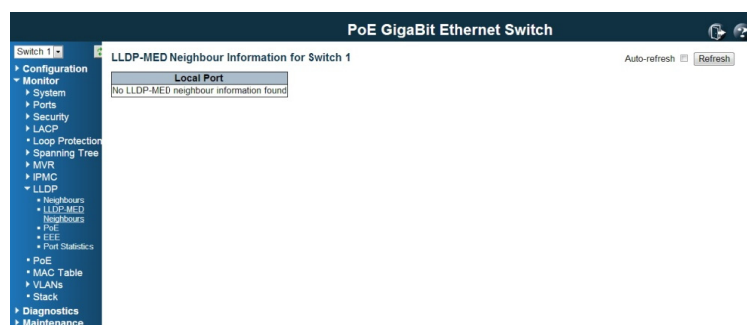 PoE GigaBit Ethernet Switch
Switch 1
Configuration
Monitor
System
Ports
Security
LACP
Loop Protection
Spanning Tree
MVR
IPMC
LLDP
Neighbours
LLDP-MED
Neighbours
PoE
EEE
Port Statistics
PoE
MAC Table
VLANs
Stack
Diagnostics
Maintenance
LLDP-MED Neighbour Information for Switch 1
Auto-refresh
Refresh
Local Port
No LLDP-MED neighbour information found